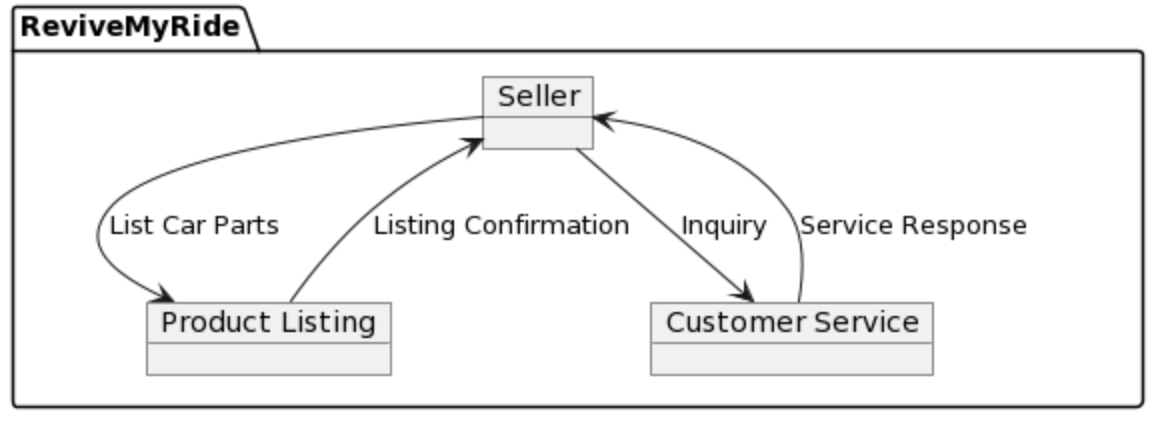 ReviveMyRide
Seller
List Car Parts
Listing Confirmation
Inquiry
Service Response
Product Listing
Customer Service